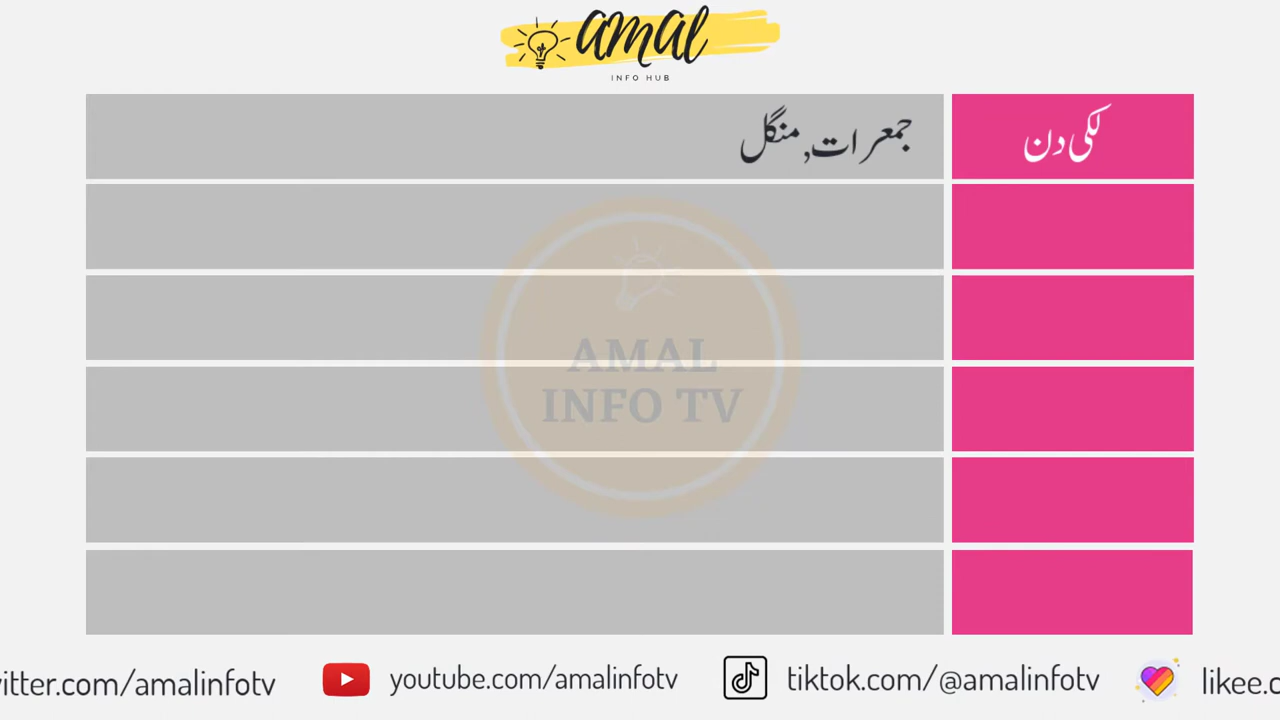 amal
INFO HUB
لکی دن
جمعرات, منگل
AMAL
INFO TV
witter.com/amalinfotv
youtube.com/amalinfotv
tiktok.com/@amalinfotv
likee.c